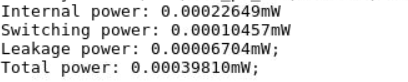 Internal power: 0.00022649mW
Switching power: 0.00010457mW
Leakage power: 0.00006704mW;
Total power: 0.00039810mW;